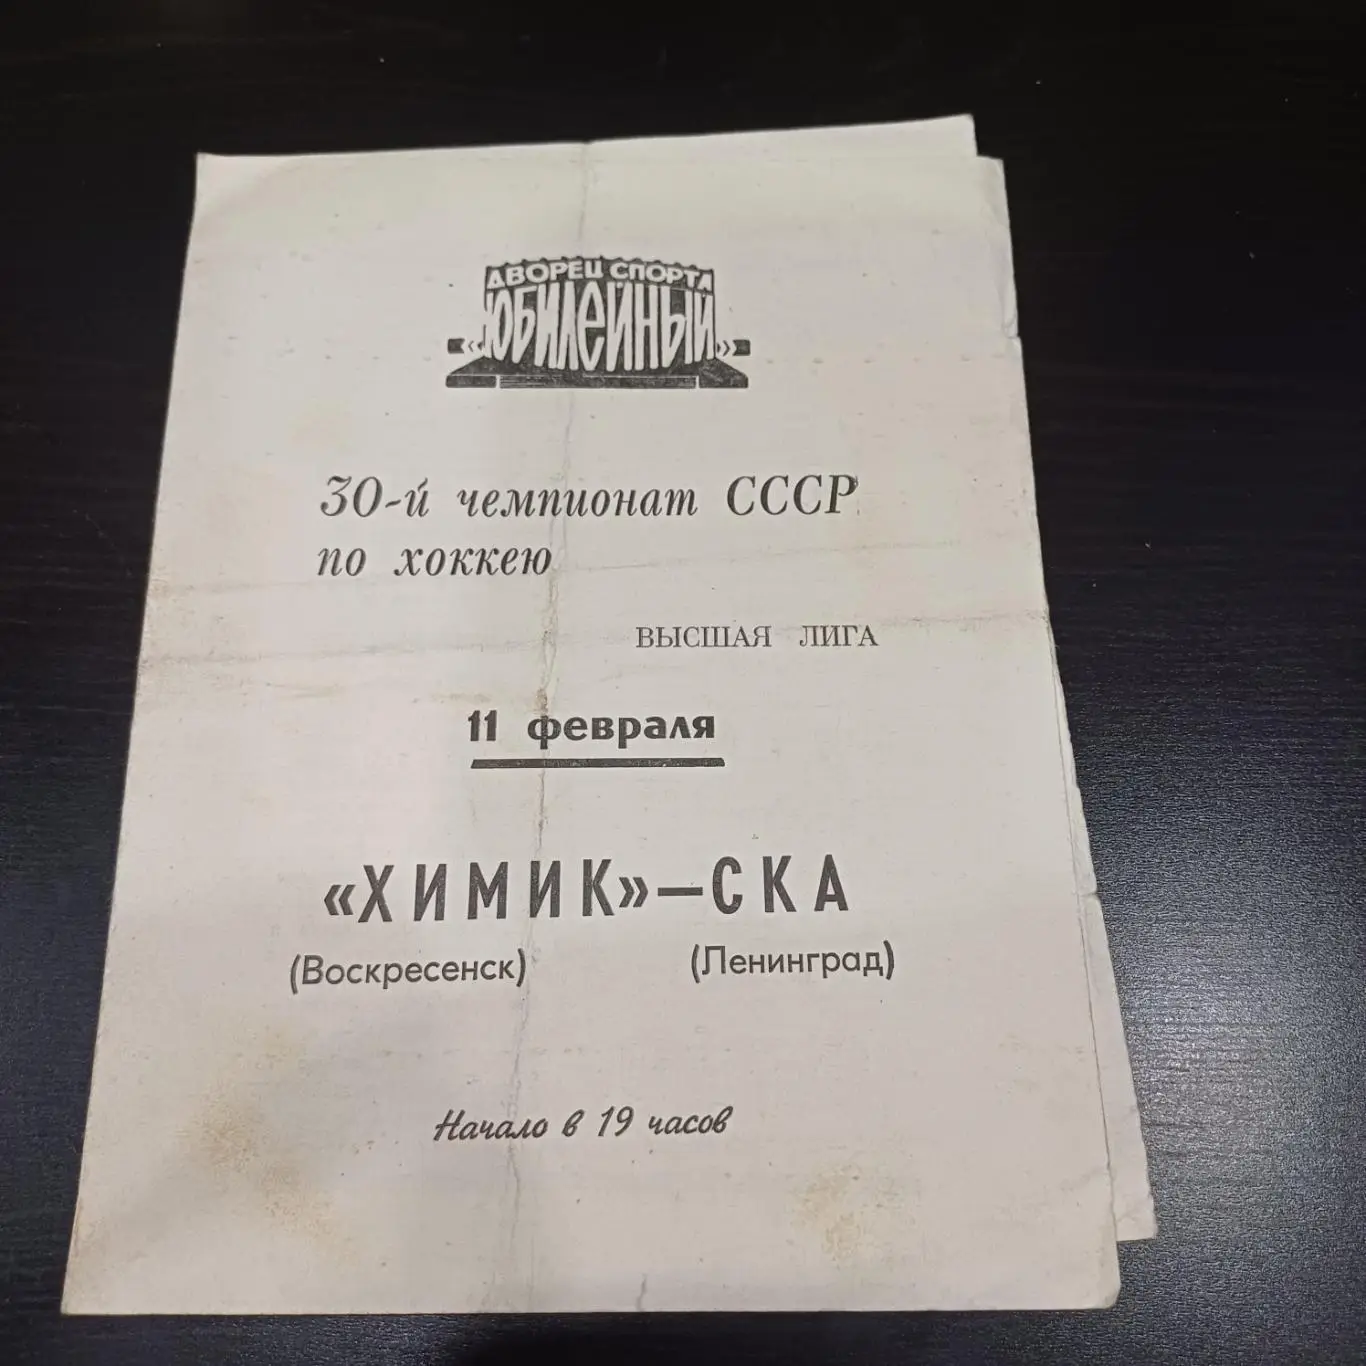 ДВОРЕЦ СПОРТА
«ЮБИЛЕЙНЫЙ»
30-й чемпионат СССР
по хоккею
ВЫСШАЯ ЛИГА
11 февраля
«ХИМИК»—СКА
(Воскресенск) (Ленинград)
Начало в 19 часов